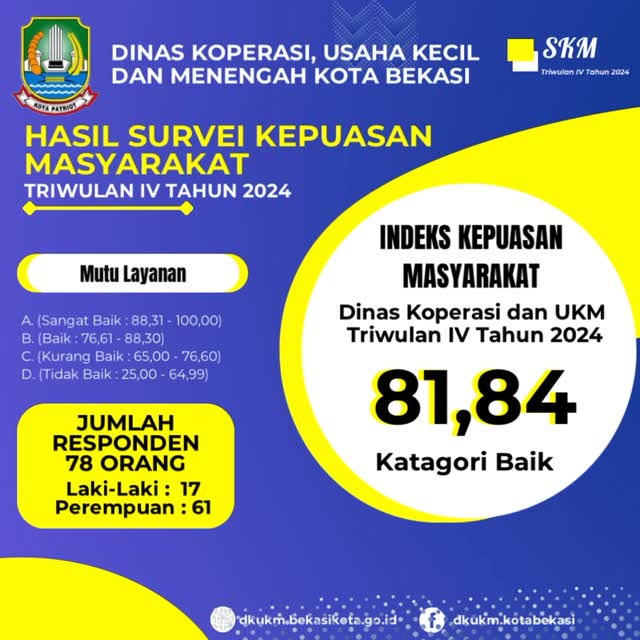 KOTA PATRIOT
DINAS KOPERASI, USAHA KECIL
DAN MENENGAH KOTA BEKASI
SKM
Triwulan IV Tahun 2024
HASIL SURVEI KEPUASAN
MASYARAKAT
TRIWULAN IV TAHUN 2024
Mutu Layanan
A. (Sangat Baik : 88,31 - 100,00)
B. (Baik : 76,61 - 88,30)
C. (Kurang Baik : 65,00 - 76,60)
D. (Tidak Baik : 25,00 - 64,99)
JUMLAH
RESPONDEN
78 ORANG
Laki-Laki : 17
Perempuan : 61
INDEKS KEPUASAN
MASYARAKAT
Dinas Koperasi dan UKM
Triwulan IV Tahun 2024
81,84
Katagori Baik
dkukm.bekasikota.go.id
dkukm.kotabekasi